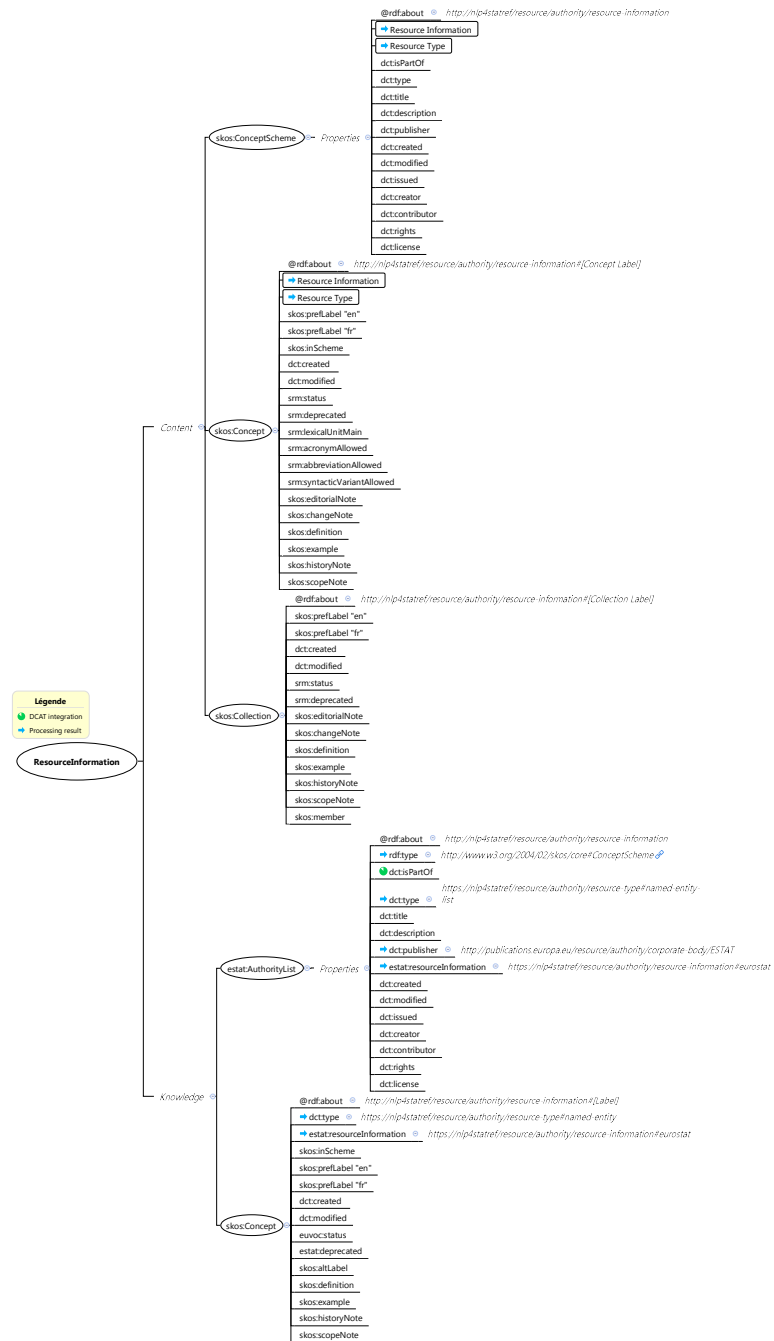 @rdf:about http://nlp4statref/resource/authority/resource-information
Resource Information
Resource Type
dct:isPartOf
dct:type
dct:title
dct:description
dct:publisher
dct:created
dct:modified
dct:issued
dct:creator
dct:contributor
dct:rights
dct:license
skos:ConceptScheme
Properties
@rdf:about http://nlp4statref/resource/authority/resource-information#[Concept Label]
Resource Information
Resource Type
skos:prefLabel "en"
skos:prefLabel "fr"
skos:inScheme
dct:created
dct:modified
srm:status
srm:deprecated
srm:lexicalUnitMain
srm:acronymAllowed
srm:abbreviationAllowed
srm:syntacticVariantAllowed
skos:editorialNote
skos:changeNote
skos:definition
skos:example
skos:historyNote
skos:scopeNote
Content
skos:Concept
@rdf:about http://nlp4statref/resource/authority/resource-information#[Collection Label]
skos:prefLabel "en"
skos:prefLabel "fr"
dct:created
dct:modified
srm:status
srm:deprecated
skos:editorialNote
skos:changeNote
skos:definition
skos:example
skos:historyNote
skos:scopeNote
skos:member
skos:Collection
Légende
DCAT integration
Processing result
ResourceInformation
@rdf:about http://nlp4statref/resource/authority/resource-information
rdf:type http://www.w3.org/2004/02/skos/core#ConceptScheme
dct:isPartOf
dct:type https://nlp4statref/resource/authority/resource-type#named-entity-
list
dct:title
dct:description
dct:publisher http://publications.europa.eu/resource/authority/corporate-body/ESTAT
estat:resourceInformation https://nlp4statref/resource/authority/resource-information#eurostat
dct:created
dct:modified
dct:issued
dct:creator
dct:contributor
dct:rights
dct:license
estat:AuthorityList
Properties
Knowledge
@rdf:about http://nlp4statref/resource/authority/resource-information#[Label]
dct:type https://nlp4statref/resource/authority/resource-type#named-entity
estat:resourceInformation https://nlp4statref/resource/authority/resource-information#eurostat
skos:inScheme
skos:prefLabel "en"
skos:prefLabel "fr"
dct:created
dct:modified
euvoc:status
estat:deprecated
skos:altLabel
skos:definition
skos:example
skos:historyNote
skos:scopeNote
skos:Concept